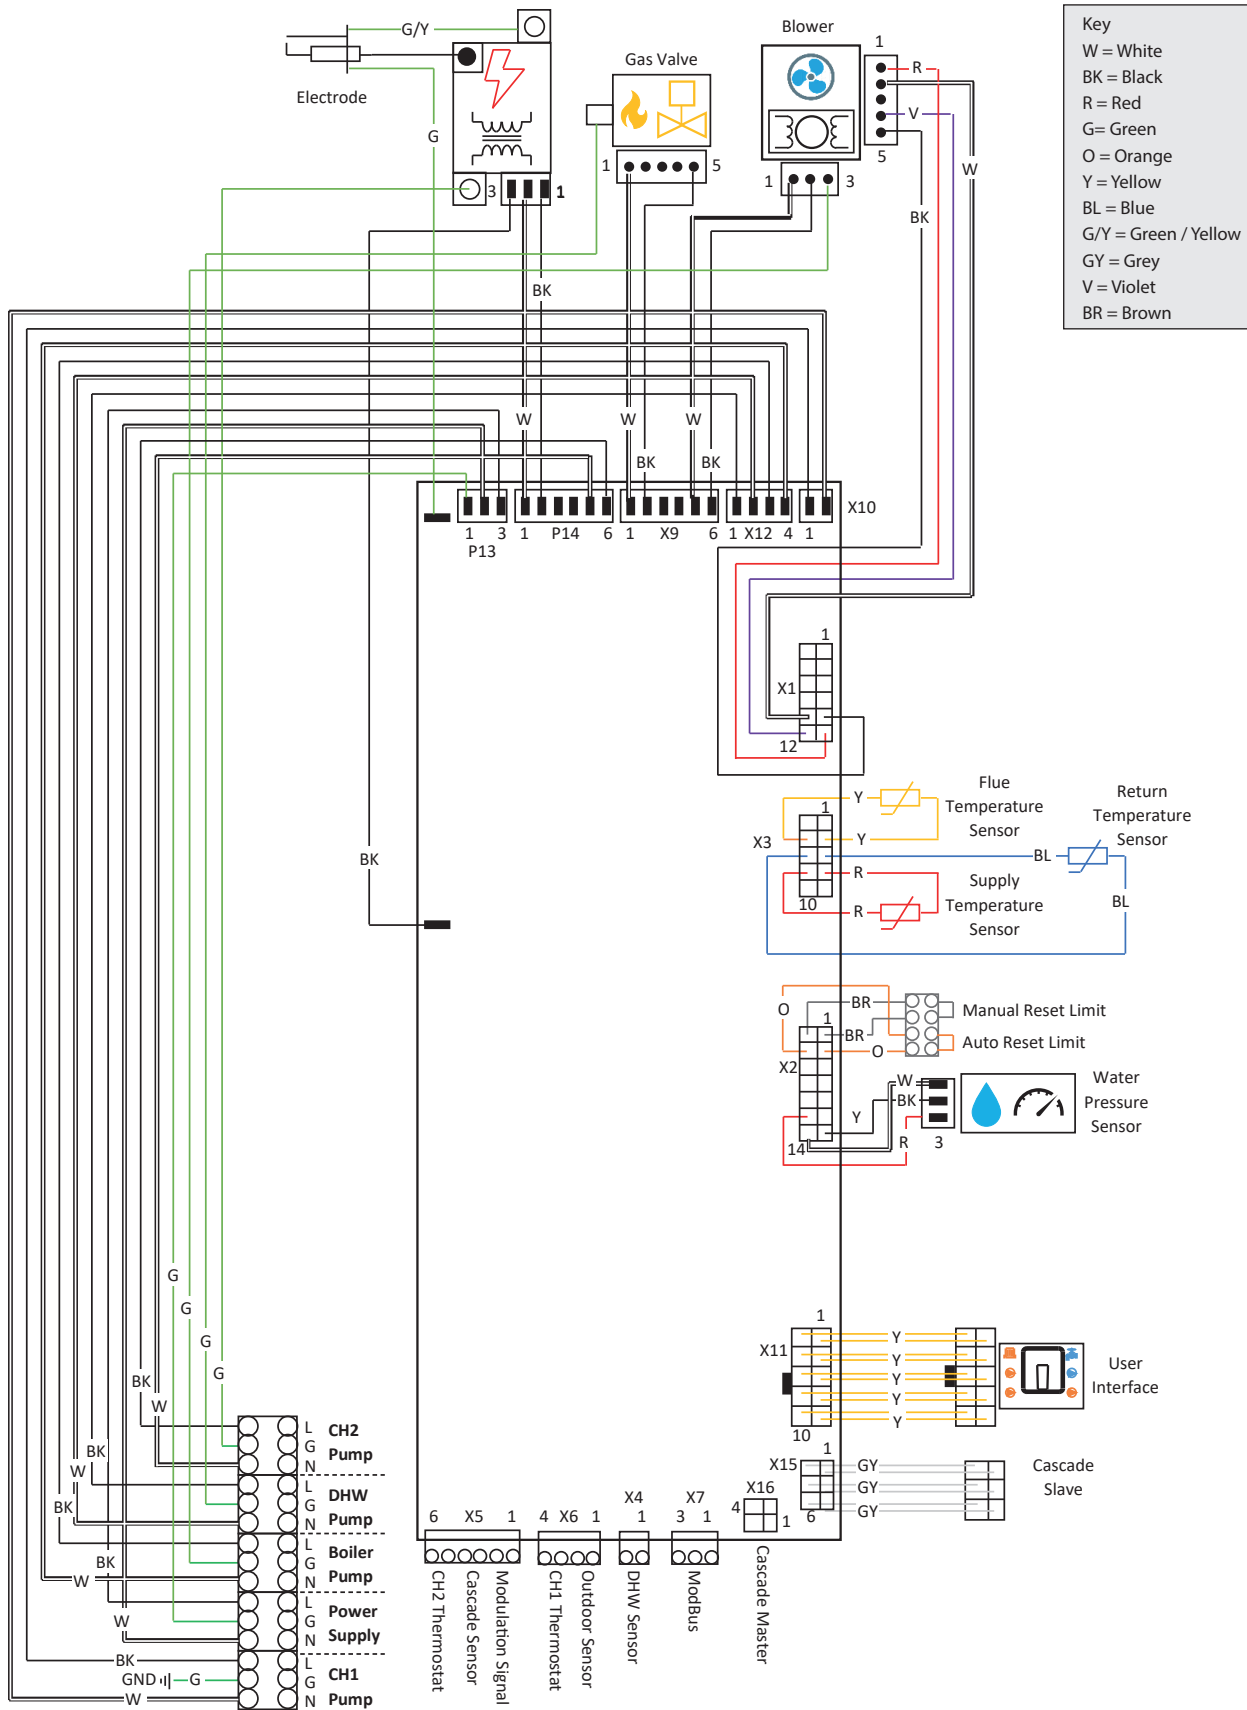 Key
W = White
BK = Black
R = Red
G= Green
O = Orange
Y = Yellow
BL = Blue
G/Y = Green / Yellow
GY = Grey
V = Violet
BR = Brown
G/Y
Electrode
G
3
1
Gas Valve
1
5
Blower
1
R
V
5
1
3
W
BK
BK
W
W
BK
W
BK
1
3
P13
1
P14
6
1
X9
6
1
X12
4
1
X10
1
X1
12
BK
Y
Flue
Temperature
Sensor
1
Y
X3
Return
Temperature
Sensor
BL
R
Supply
Temperature
Sensor
10
R
BL
O
BR
Manual Reset Limit
1
BR
Auto Reset Limit
O
X2
W
BK
Water
Pressure
Sensor
Y
14
R
3
G
G
G
G
1
X11
Y
Y
Y
Y
Y
10
User
Interface
1
X15
GY
GY
GY
6
Cascade
Slave
X16
4
1
Cascade Master
BK
W
L
G
N
CH2
Pump
BK
W
L
G
N
DHW
Pump
BK
W
L
G
N
Boiler
Pump
BK
W
L
G
N
Power
Supply
BK
GND
G
W
L
G
N
CH1
Pump
6
X5
1
CH2 Thermostat
Cascade Sensor
Modulation Signal
4
X6
1
CH1 Thermostat
Outdoor Sensor
X4
1
DHW Sensor
X7
3
1
ModBus